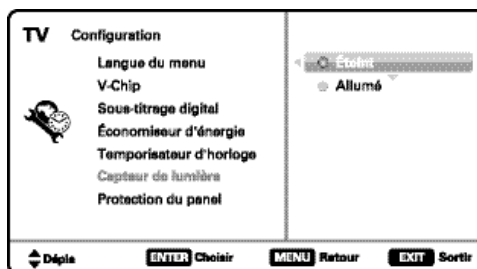 TV Configuration
Langue du menu
V-Chip
Sous-titrage digital
Économiseur d'énergie
Temporisateur d'horloge
Capteur de lumière
Protection du panel
Éteint
Allumé
Dépla ENTER Choisir MENU Retour EXIT Sortir